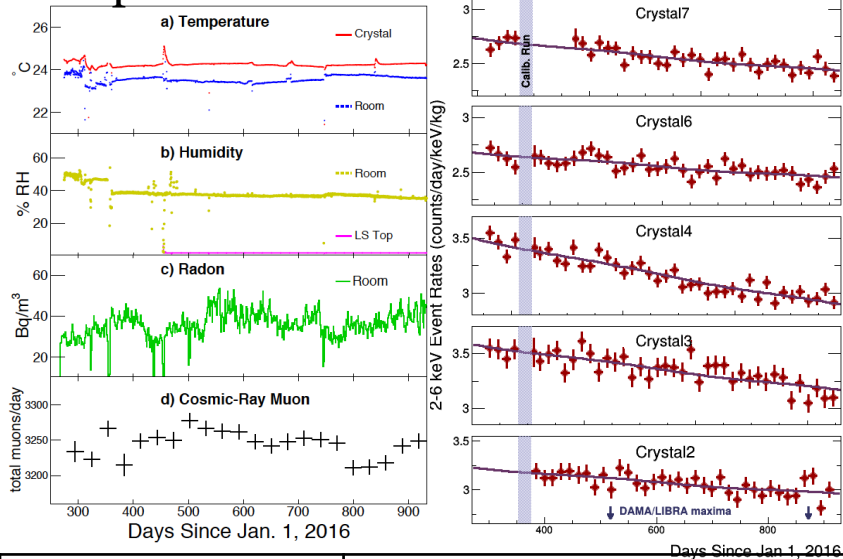 a) Temperature
26
24
22
°C
Crystal
Room
b) Humidity
60
40
20
% RH
Room
LS Top
c) Radon
60
40
20
Bq/m³
Room
d) Cosmic-Ray Muon
3300
3250
3200
total muons/day
300 400 500 600 700 800 900
Days Since Jan. 1, 2016
2-6 keV Event Rates (counts/day/keV/kg)
Crystal7
3
2.5
Calib. Run
Crystal6
3
2.5
Crystal4
3.5
3
Crystal3
3.5
3
Crystal2
3.5
3
DAMA/LIBRA maxima
400 600 800
Days Since Jan 1, 2016